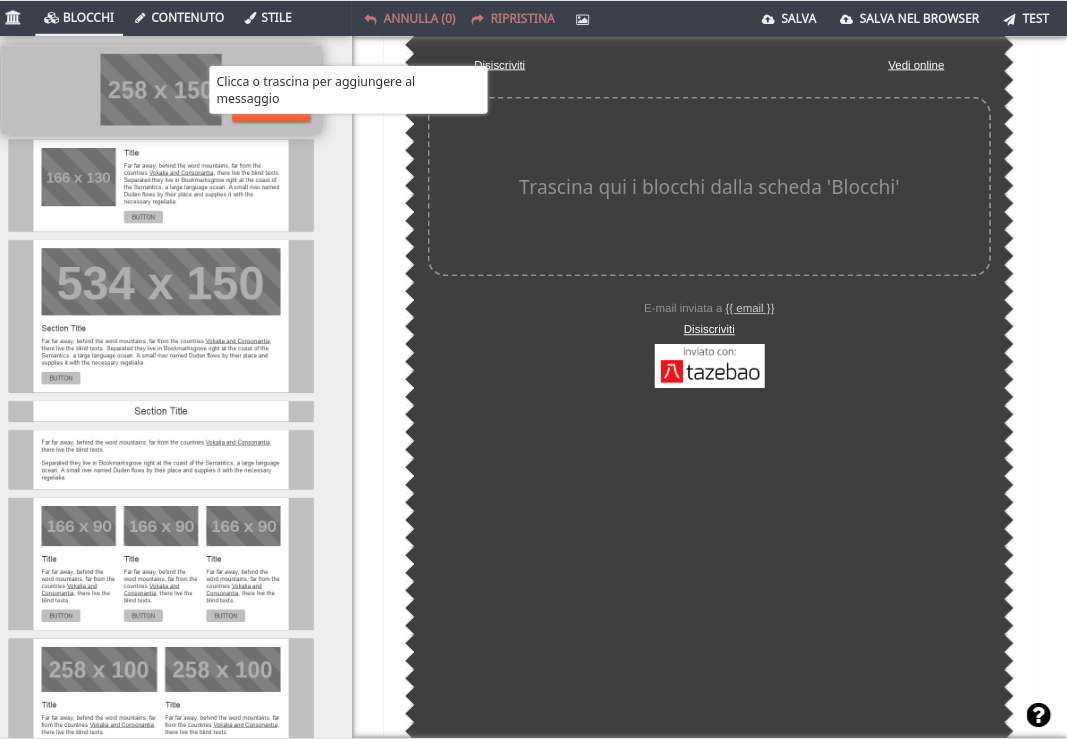 BLOCCHI
CONTENUTO
STILE
ANNULLA (0)
RIPRISTINA
SALVA
SALVA NEL BROWSER
TEST
258 x 150
Clicca o trascina per aggiungere al
messaggio
166 x 130
Title
Far far away, behind the word mountains, far from the
countries Vokalia and Consonantia, there live the blind texts.
Separated they live in Bookmarksgrove right at the coast of
the Semantics, a large language ocean. A small river named
Duden flows by their place and supplies it with the necessary
regelialia.
BUTTON
534 x 150
Section Title
Far far away, behind the word mountains, far from the countries Vokalia and Consonantia,
there live the blind texts. Separated they live in Bookmarksgrove right at the coast of the
Semantics, a large language ocean. A small river named Duden flows by their place and
supplies it with the necessary regelialia.
BUTTON
Section Title
Far far away, behind the word mountains, far from the countries Vokalia and Consonantia,
there live the blind texts.
Separated they live in Bookmarksgrove right at the coast of the Semantics, a large language
ocean. A small river named Duden flows by their place and supplies it with the necessary
regelialia.
166 x 90
166 x 90
166 x 90
Title
Far far away, behind the
word mountains, far from the
countries Vokalia and
Consonantia, there live the
blind texts.
BUTTON
Title
Far far away, behind the
word mountains, far from the
countries Vokalia and
Consonantia, there live the
blind texts.
BUTTON
Title
Far far away, behind the
word mountains, far from the
countries Vokalia and
Consonantia, there live the
blind texts.
BUTTON
258 x 100
258 x 100
Title
Far far away, behind the word mountains, far
from the countries Vokalia and Consonantia,
there live the blind texts.
Title
Far far away, behind the word mountains, far
from the countries Vokalia and Consonantia,
there live the blind texts.
Disiscriviti
Vedi online
Trascina qui i blocchi dalla scheda 'Blocchi'
E-mail inviata a {{ email }}
Disiscriviti
inviato con:
八 tazebao
?